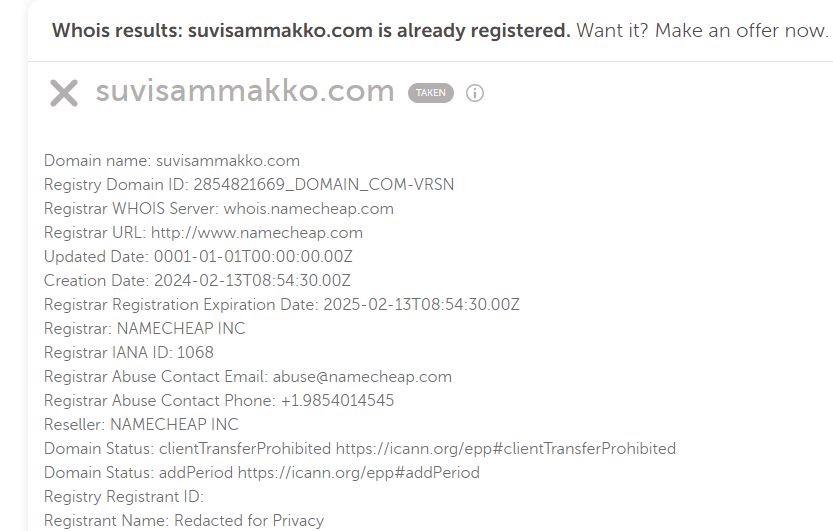 Whois results: suvisammakko.com is already registered. Want it? Make an offer now.
suvisammakko.com TAKEN
Domain name: suvisammakko.com
Registry Domain ID: 2854821669_DOMAIN_COM-VRSN
Registrar WHOIS Server: whois.namecheap.com
Registrar URL: http://www.namecheap.com
Updated Date: 0001-01-01T00:00:00.00Z
Creation Date: 2024-02-13T08:54:30.00Z
Registrar Registration Expiration Date: 2025-02-13T08:54:30.00Z
Registrar: NAMECHEAP INC
Registrar IANA ID: 1068
Registrar Abuse Contact Email: abuse@namecheap.com
Registrar Abuse Contact Phone: +1.9854014545
Reseller: NAMECHEAP INC
Domain Status: clientTransferProhibited https://icann.org/epp#clientTransferProhibited
Domain Status: addPeriod https://icann.org/epp#addPeriod
Registry Registrant ID:
Registrant Name: Redacted for Privacy